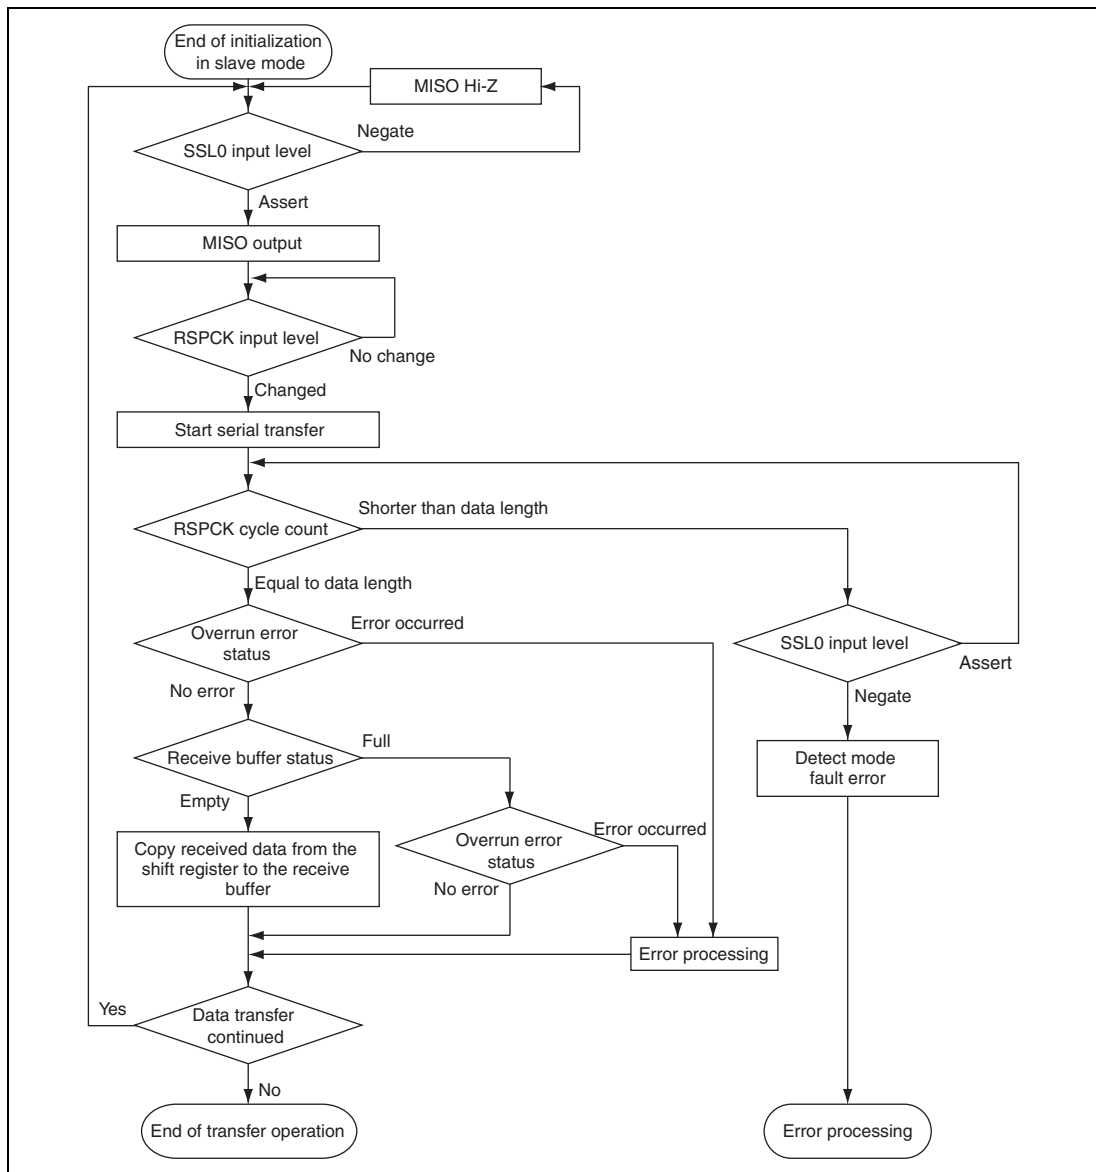 End of initialization
in slave mode
MISO Hi-Z
Negate
SSL0 input level
Assert
MISO output
RSPCK input level
No change
Changed
Start serial transfer
Shorter than data length
RSPCK cycle count
Equal to data length
Error occurred
Overrun error
status
SSL0 input level
Assert
No error
Negate
Full
Receive buffer status
Detect mode
fault error
Empty
Error occurred
Overrun error
status
Copy received data from the
shift register to the receive
buffer
No error
Error processing
Yes
Data transfer
continued
No
End of transfer operation
Error processing